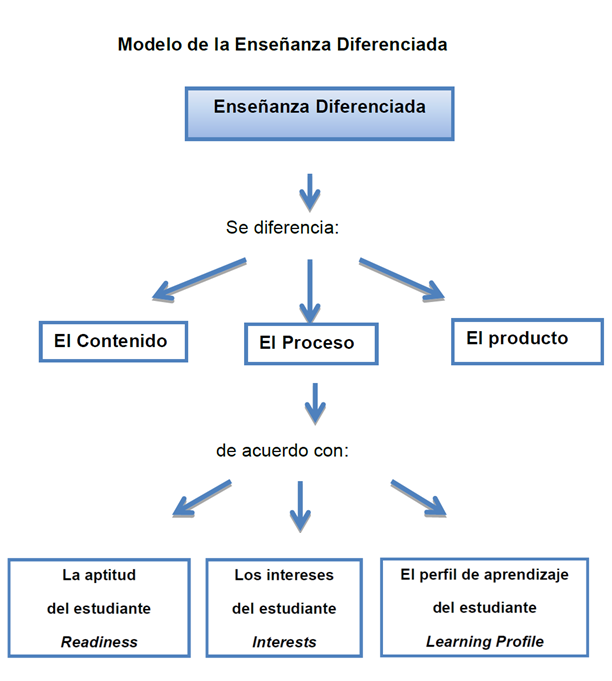 Modelo de la Enseñanza Diferenciada
Enseñanza Diferenciada
Se diferencia:
El Contenido
El Proceso
El producto
de acuerdo con:
La aptitud
del estudiante
Readiness
Los intereses
del estudiante
Interests
El perfil de aprendizaje
del estudiante
Learning Profile